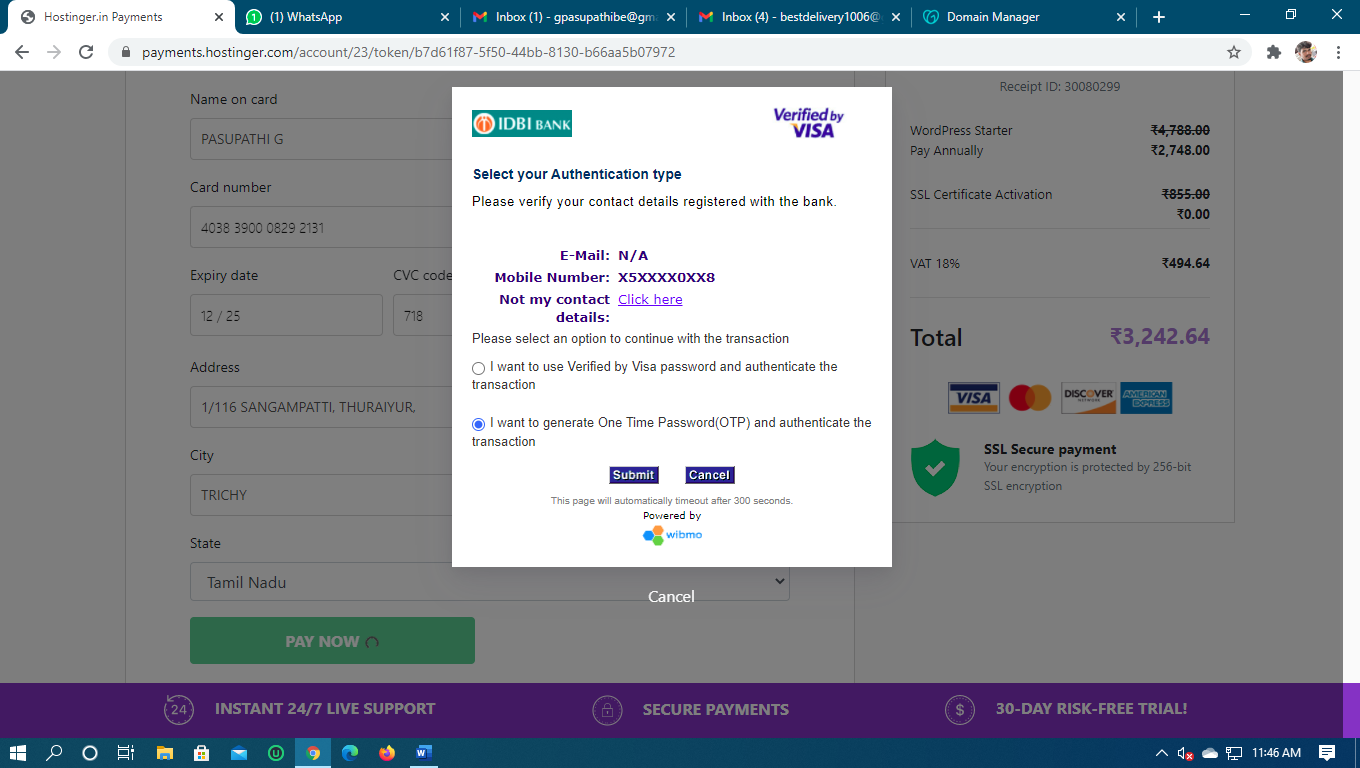 Hostinger.in Payments
(1) WhatsApp
Inbox (1) - gpasupathibe@gm
Inbox (4) - bestdelivery1006@
Domain Manager
payments.hostinger.com/account/23/token/b7d61f87-5f50-44bb-8130-b66aa5b07972
Name on card
PASUPATHI G
Card number
4038 3900 0829 2131
Expiry date
CVC code
12 / 25
718
Address
1/116 SANGAMPATTI, THURAIYUR,
City
TRICHY
State
Tamil Nadu
PAY NOW
IDBI BANK
Verified by
VISA
Select your Authentication type
Please verify your contact details registered with the bank.
E-Mail: N/A
Mobile Number: X5XXXX0XX8
Not my contact Click here
details:
Please select an option to continue with the transaction
I want to use Verified by Visa password and authenticate the
transaction
I want to generate One Time Password(OTP) and authenticate the
transaction
Submit
Cancel
This page will automatically timeout after 300 seconds.
Powered by
wibmo
Cancel
Receipt ID: 30080299
WordPress Starter ₹4,788.00
Pay Annually ₹2,748.00
SSL Certificate Activation ₹855.00
₹0.00
VAT 18% ₹494.64
Total ₹3,242.64
VISA
DISCOVER
NETWORK
AMERICAN
EXPRESS
SSL Secure payment
Your encryption is protected by 256-bit
SSL encryption
24 INSTANT 24/7 LIVE SUPPORT
SECURE PAYMENTS
$ 30-DAY RISK-FREE TRIAL!
11:46 AM